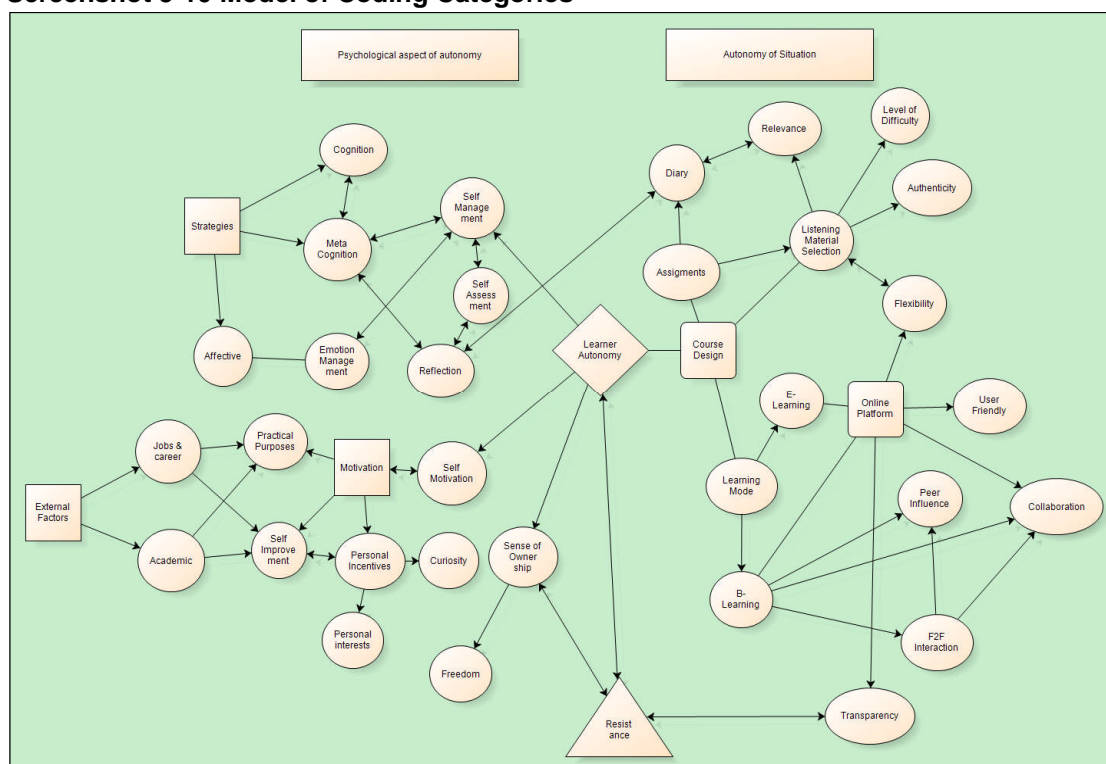 Screenshot Model of Coding Categories
Psychological aspect of autonomy
Autonomy of Situation
Level of
Difficulty
Relevance
Cognition
Diary
Authenticity
Self
Manage
ment
Strategies
Meta
Cognition
Listening
Material
Selection
Assigments
Self
Assess
ment
Flexibility
Affective
Emotion
Manage
ment
Reflection
Learner
Autonomy
Course
Design
E-
Learning
Online
Platform
User
Friendly
Jobs &
career
Practical
Purposes
Motivation
Self
Motivation
Learning
Mode
Peer
Influence
Collaboration
External
Factors
Academic
Self
Improve
ment
Personal
Incentives
Curiosity
Sense of
Owner
ship
B-
Learning
Personal
interests
F2F
Interaction
Freedom
Resist
ance
Transparency